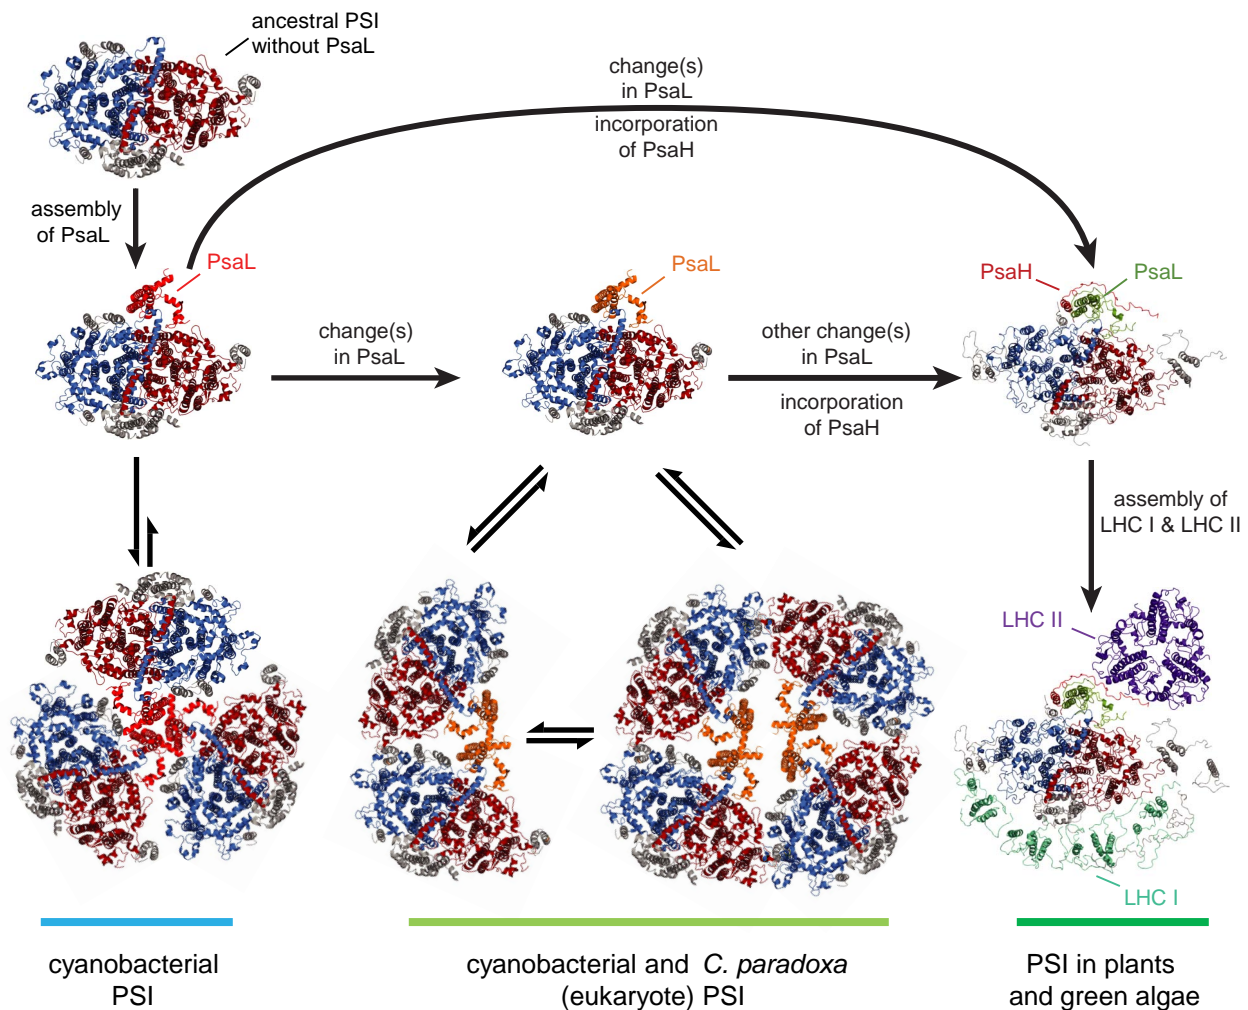 ancestral PSI
without PsaL
change(s)
in PsaL
incorporation
of PsaH
assembly
of PsaL
PsaL
PsaL
PsaH
PsaL
change(s)
in PsaL
other change(s)
in PsaL
incorporation
of PsaH
assembly of
LHC I & LHC II
LHC II
LHC I
cyanobacterial
PSI
cyanobacterial and C. paradoxa
(eukaryote) PSI
PSI in plants
and green algae